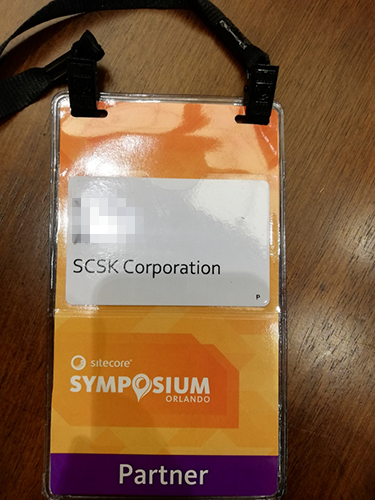 SCSK Corporation
P
sitecore®
SYMPOSIUM
ORLANDO
Partner